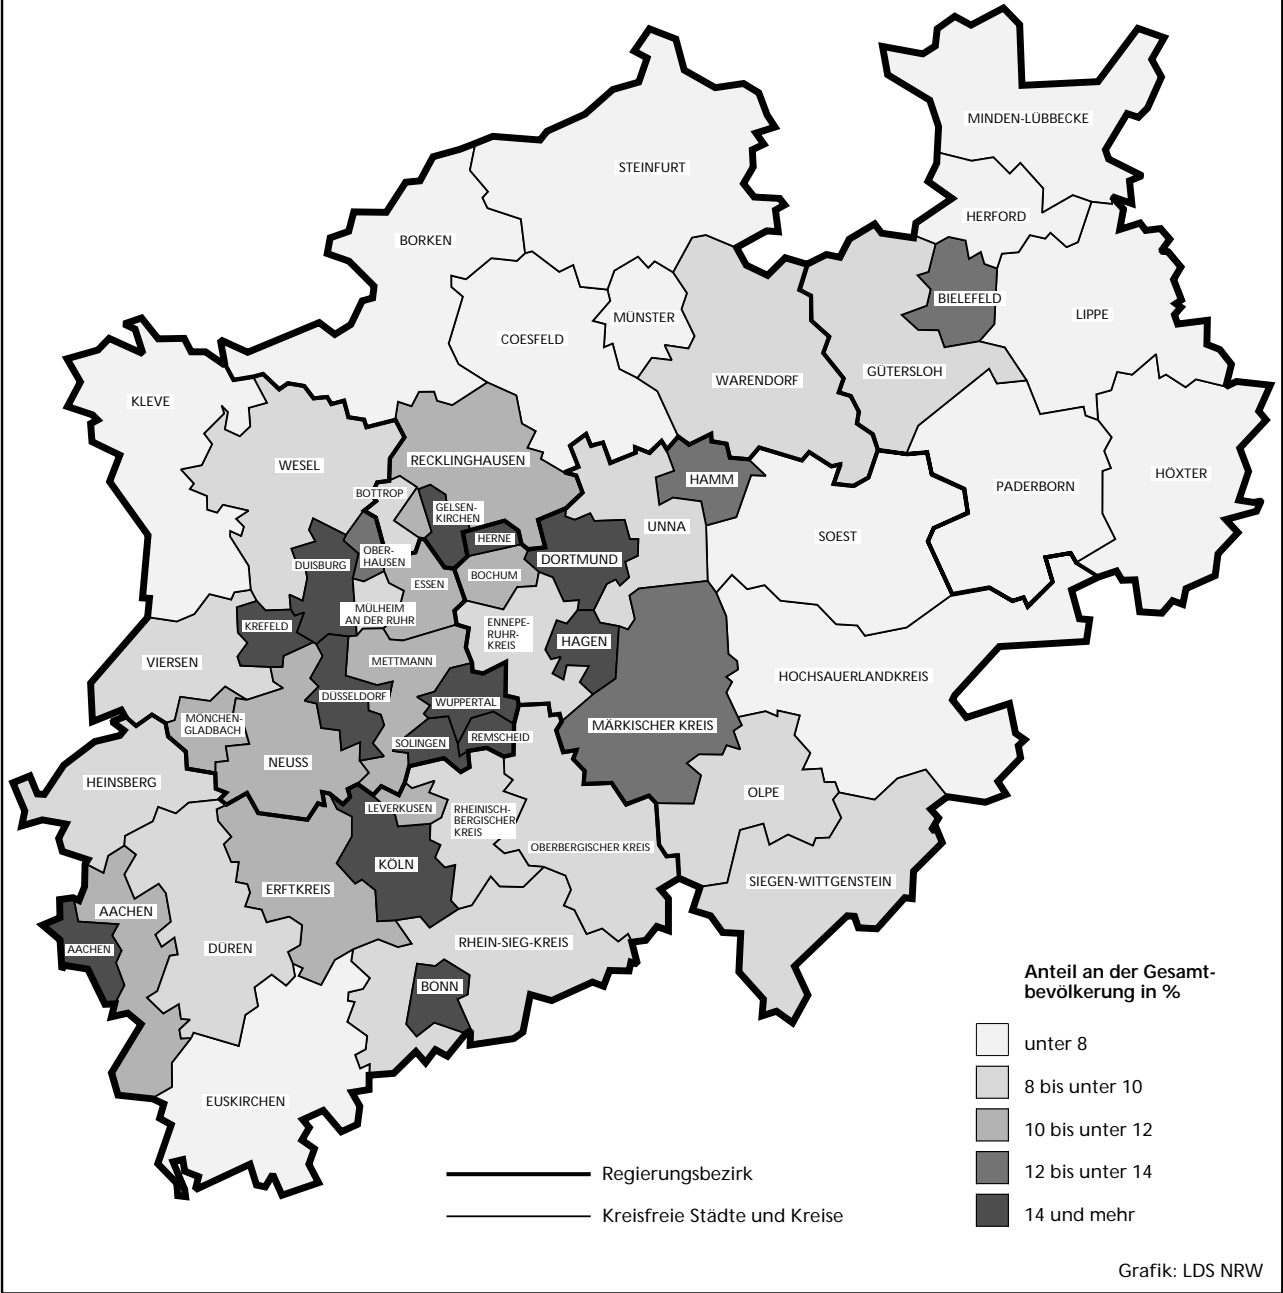 MINDEN-LÜBBECKE
STEINFURT
HERFORD
BORKEN
BIELEFELD
LIPPE
MÜNSTER
COESFELD
GÜTERSLOH
WARENDORF
KLEVE
RECKLINGHAUSEN
WESEL
HÖXTER
HAMM
PADERBORN
BOTTROP
GELSEN-
KIRCHEN
UNNA
SOEST
HERNE
OBER-
HAUSEN
DORTMUND
DUISBURG
BOCHUM
ESSEN
MÜLHEIM
AN DER RUHR
KREFELD
ENNEPE-
RUHR-
KREIS
HAGEN
VIERSEN
METTMANN
HOCHSAUERLANDKREIS
DÜSSELDORF
WUPPERTAL
MÖNCHEN-
GLADBACH
MÄRKISCHER KREIS
SOLINGEN
REMSCHEID
NEUSS
HEINSBERG
OLPE
LEVERKUSEN
RHEINISCH-
BERGISCHER
KREIS
OBERBERGISCHER KREIS
KÖLN
SIEGEN-WITTGENSTEIN
ERFTKREIS
AACHEN
RHEIN-SIEG-KREIS
DÜREN
AACHEN
BONN
EUSKIRCHEN
Anteil an der Gesamt-
bevölkerung in %
unter 8
8 bis unter 10
10 bis unter 12
12 bis unter 14
14 und mehr
Regierungsbezirk
Kreisfreie Städte und Kreise
Grafik: LDS NRW